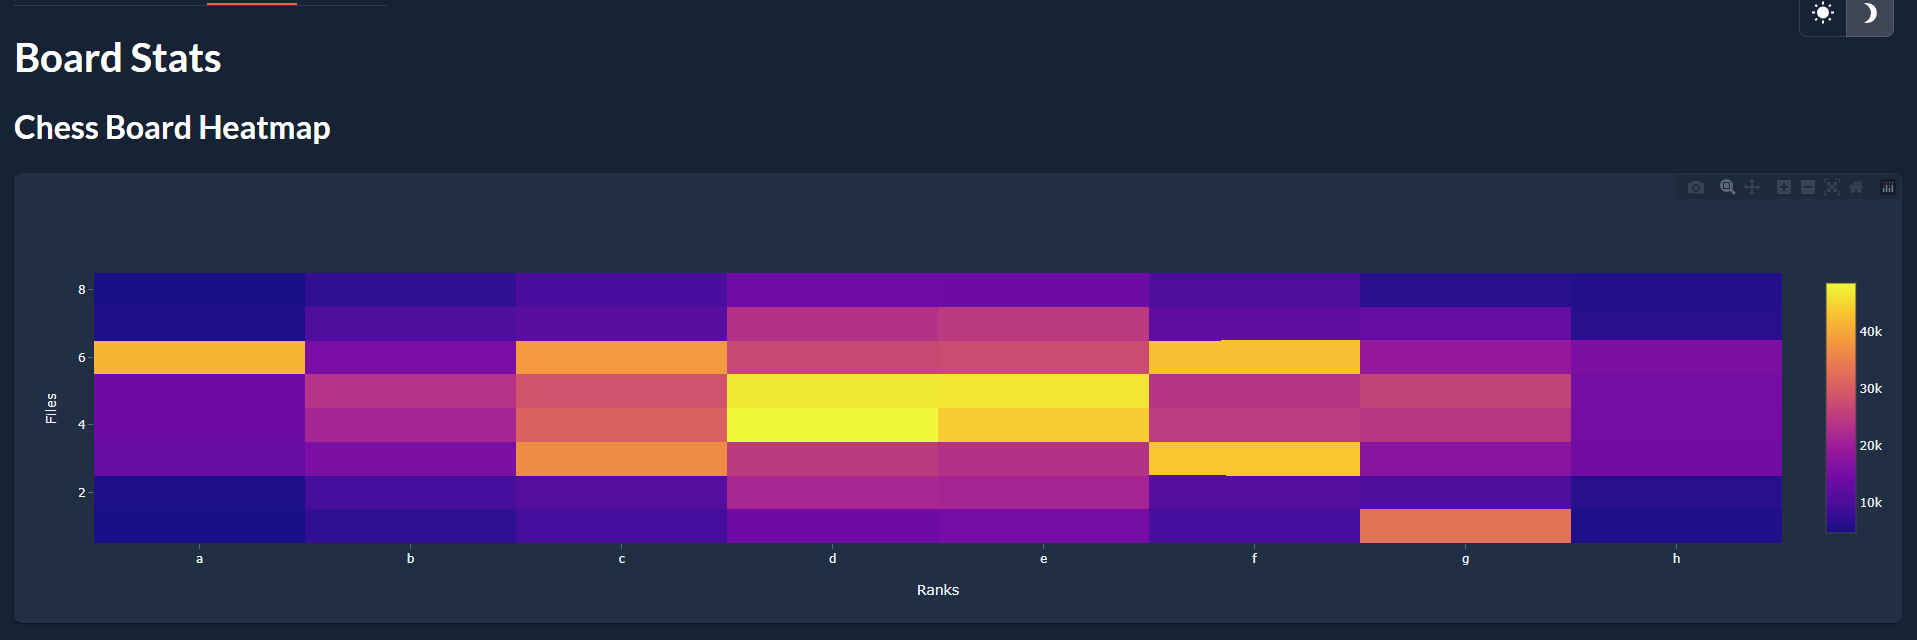 Board Stats
Chess Board Heatmap
8
6
4
2
Files
a b c d e f g h
Ranks
40k
30k
20k
10k